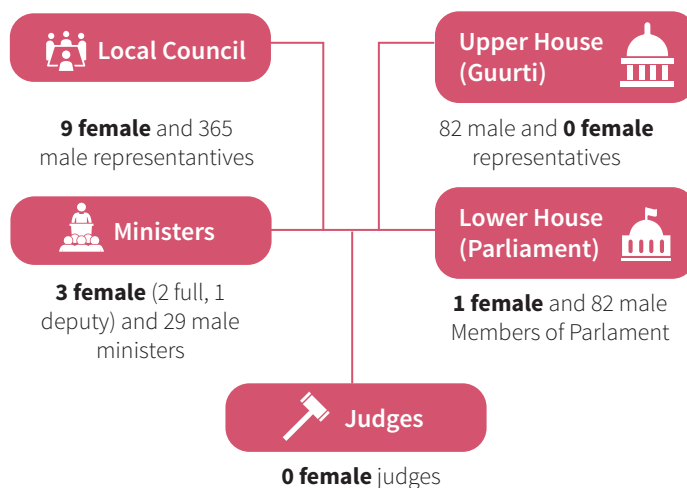 Local Council
9 female and 365
male representantives
Upper House
(Guurti)
82 male and 0 female
representatives
Ministers
3 female (2 full, 1
deputy) and 29 male
ministers
Lower House
(Parliament)
1 female and 82 male
Members of Parliament
Judges
0 female judges